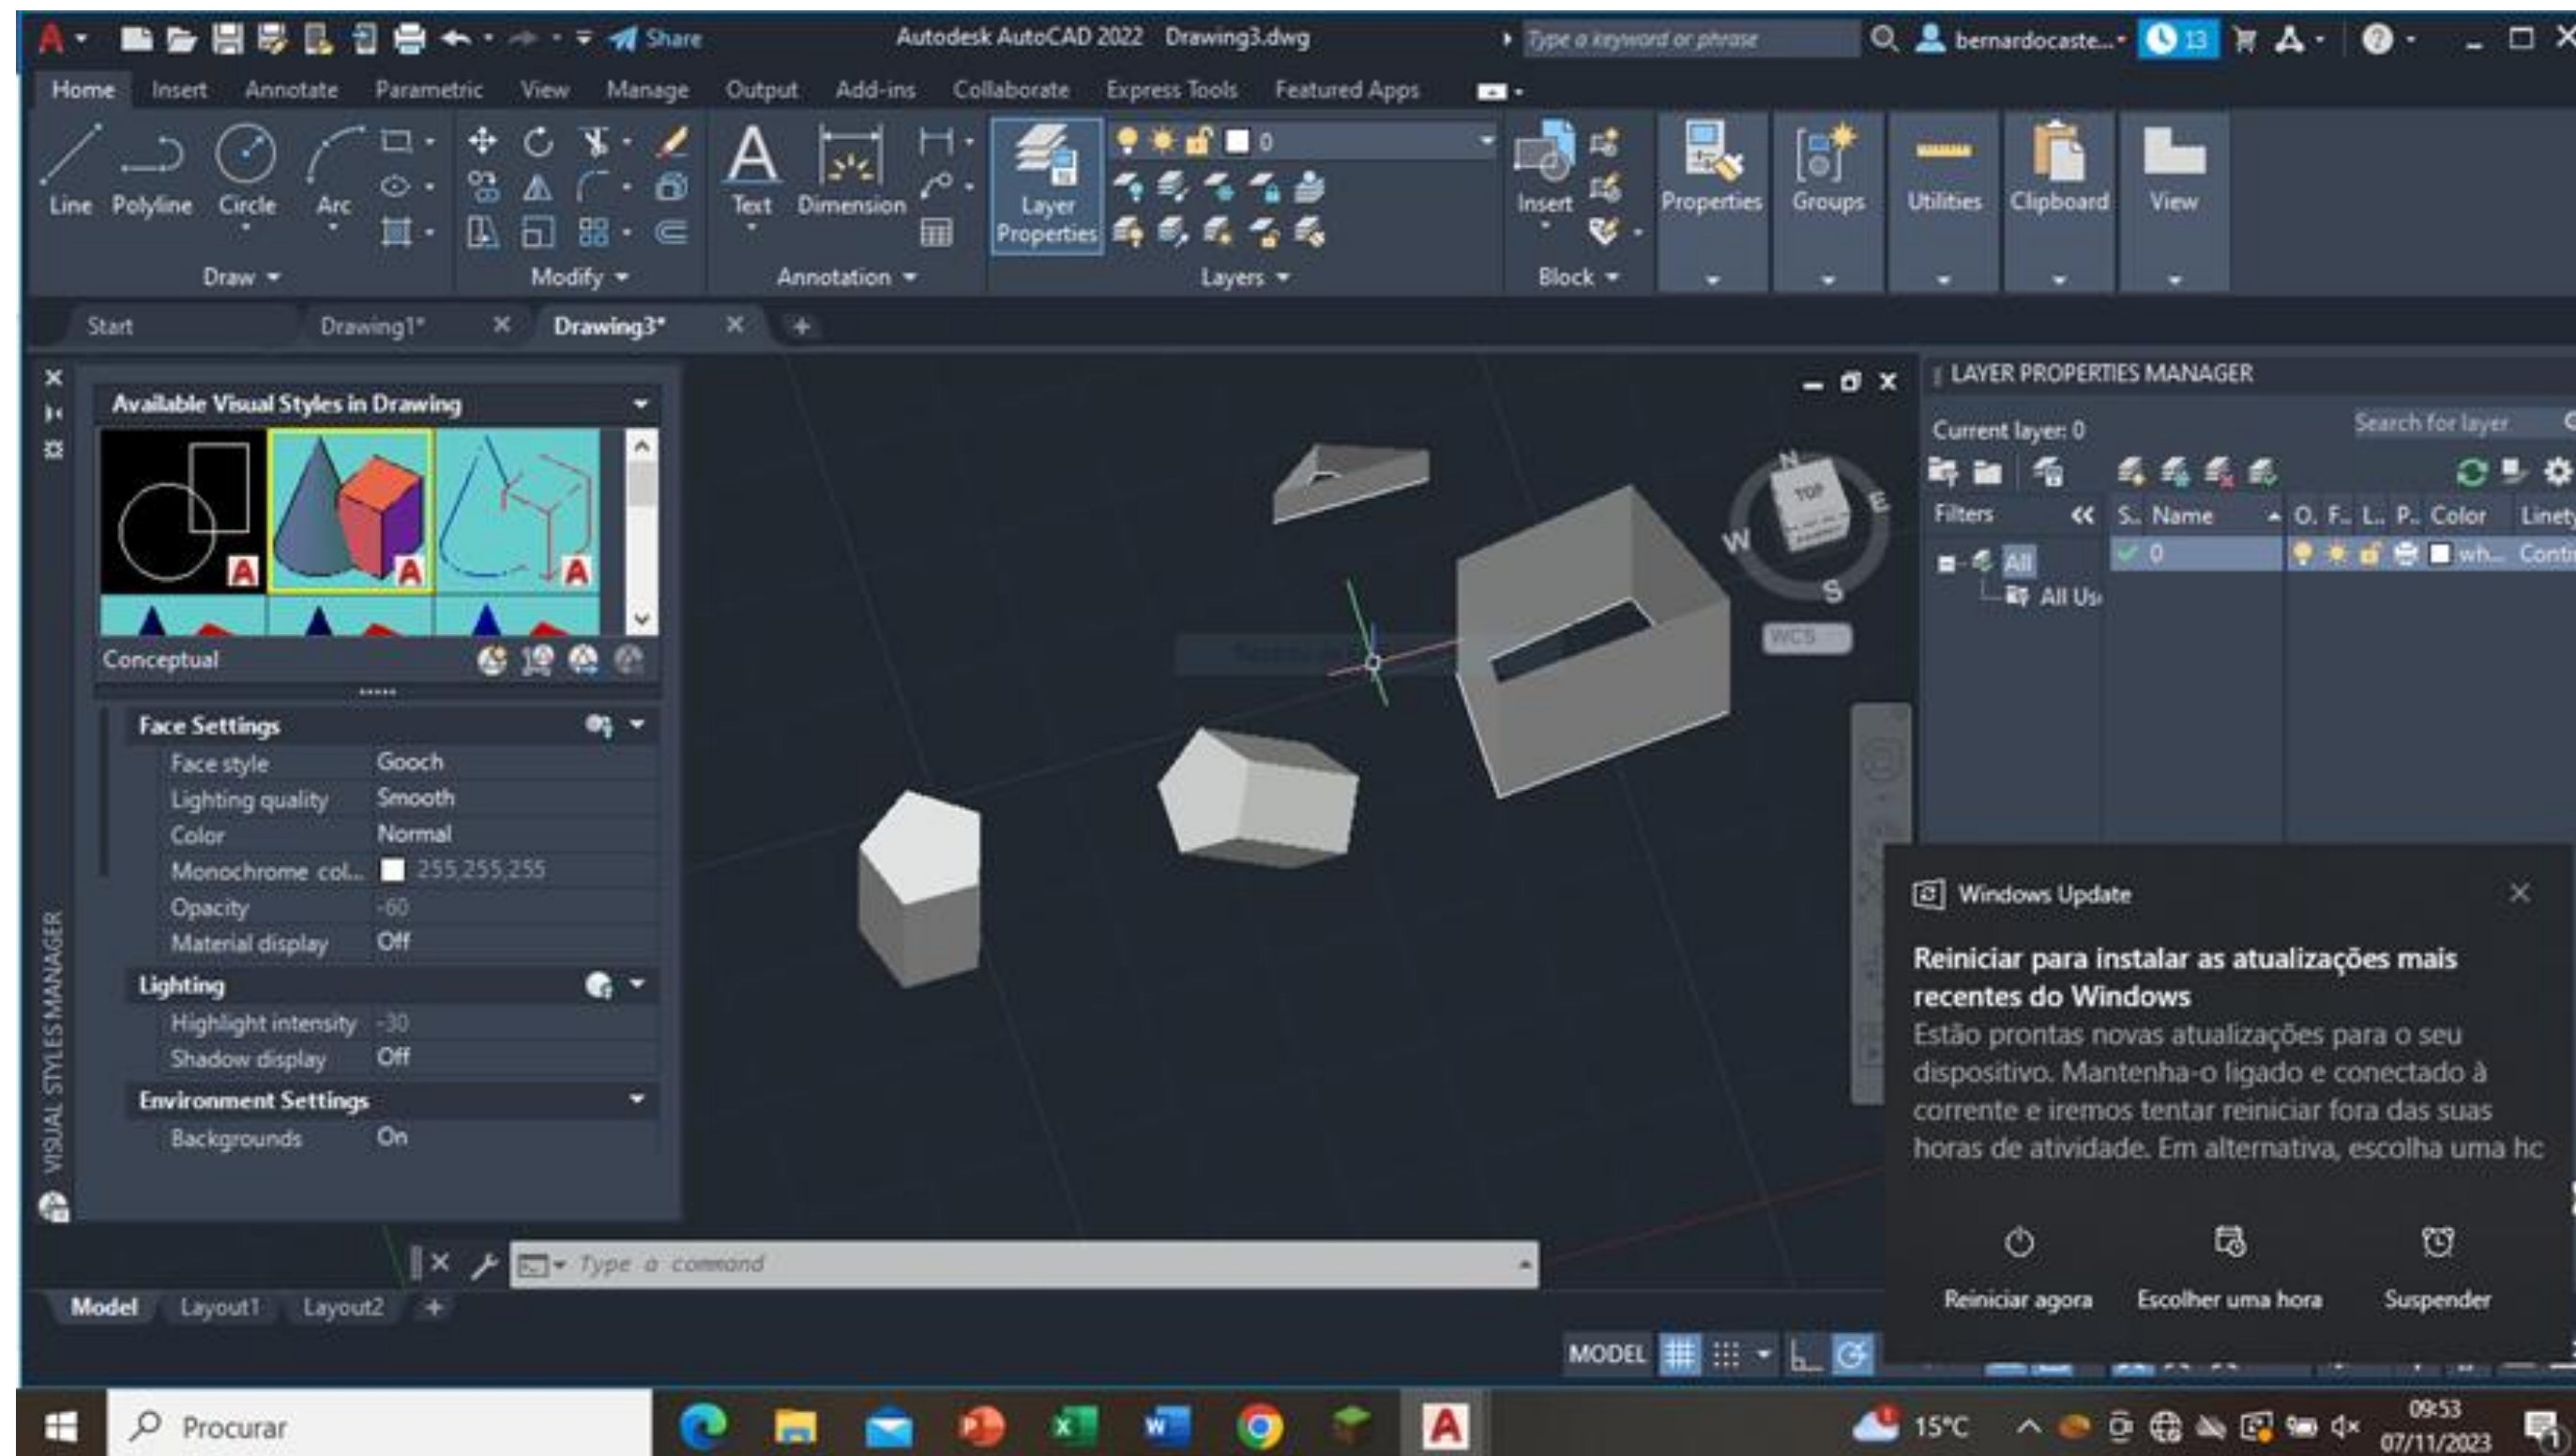 Share
Autodesk AutoCAD 2022 Drawing3.dwg
Type a keyword or phrase
bernardocaste...
13
Home Insert Annotate Parametric View Manage Output Add-ins Collaborate Express Tools Featured Apps
Line Polyline Circle Arc
Draw
Modify
Text Dimension
Annotation
Layer
Properties
0
Layers
Insert
Block
Properties
Groups
Utilities
Clipboard
View
Start Drawing1* Drawing3*
Available Visual Styles in Drawing
Conceptual
Face Settings
Face style Gooch
Lighting quality Smooth
Color Normal
Monochrome col... 255,255,255
Opacity -60
Material display Off
Lighting
Highlight intensity -30
Shadow display Off
Environment Settings
Backgrounds On
VISUAL STYLES MANAGER
N
TOP
E
W
S
WCS
LAYER PROPERTIES MANAGER
Current layer: 0
Search for layer
Filters
S.. Name O. F.. L.. P.. Color Linety
All
0 wh... Conti
All Us
Windows Update
Reiniciar para instalar as atualizações mais
recentes do Windows
Estão prontas novas atualizações para o seu
dispositivo. Mantenha-o ligado e conectado à
corrente e iremos tentar reiniciar fora das suas
horas de atividade. Em alternativa, escolha uma hc
Reiniciar agora Escolher uma hora Suspender
Type a command
Model Layout1 Layout2
MODEL
Procurar
15°C
09:53
07/11/2023